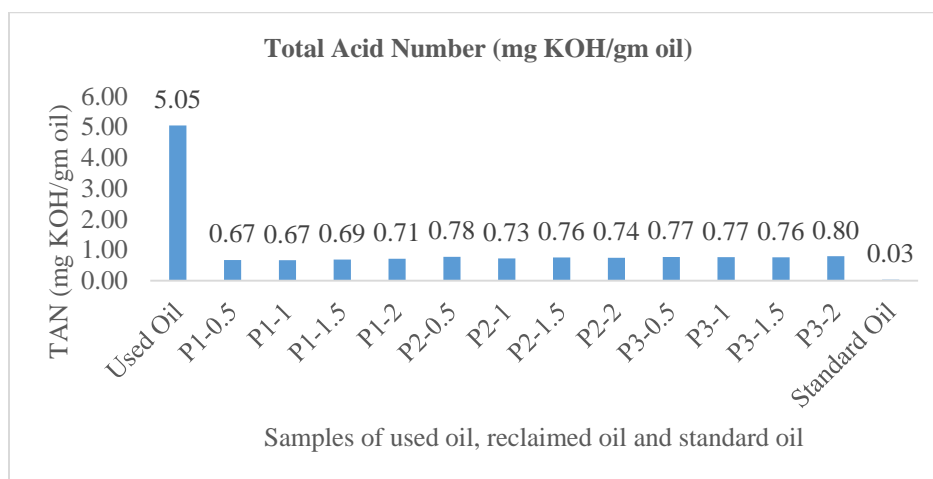 Total Acid Number (mg KOH/gm oil)
TAN (mg KOH/gm oil)
6.00
5.00
4.00
3.00
2.00
1.00
0.00
5.05
0.67
0.67
0.69
0.71
0.78
0.73
0.76
0.74
0.77
0.77
0.76
0.80
0.03
Used Oil
P1-0.5
P1-1
P1-1.5
P1-2
P2-0.5
P2-1
P2-1.5
P2-2
P3-0.5
P3-1
P3-1.5
P3-2
Standard Oil
Samples of used oil, reclaimed oil and standard oil